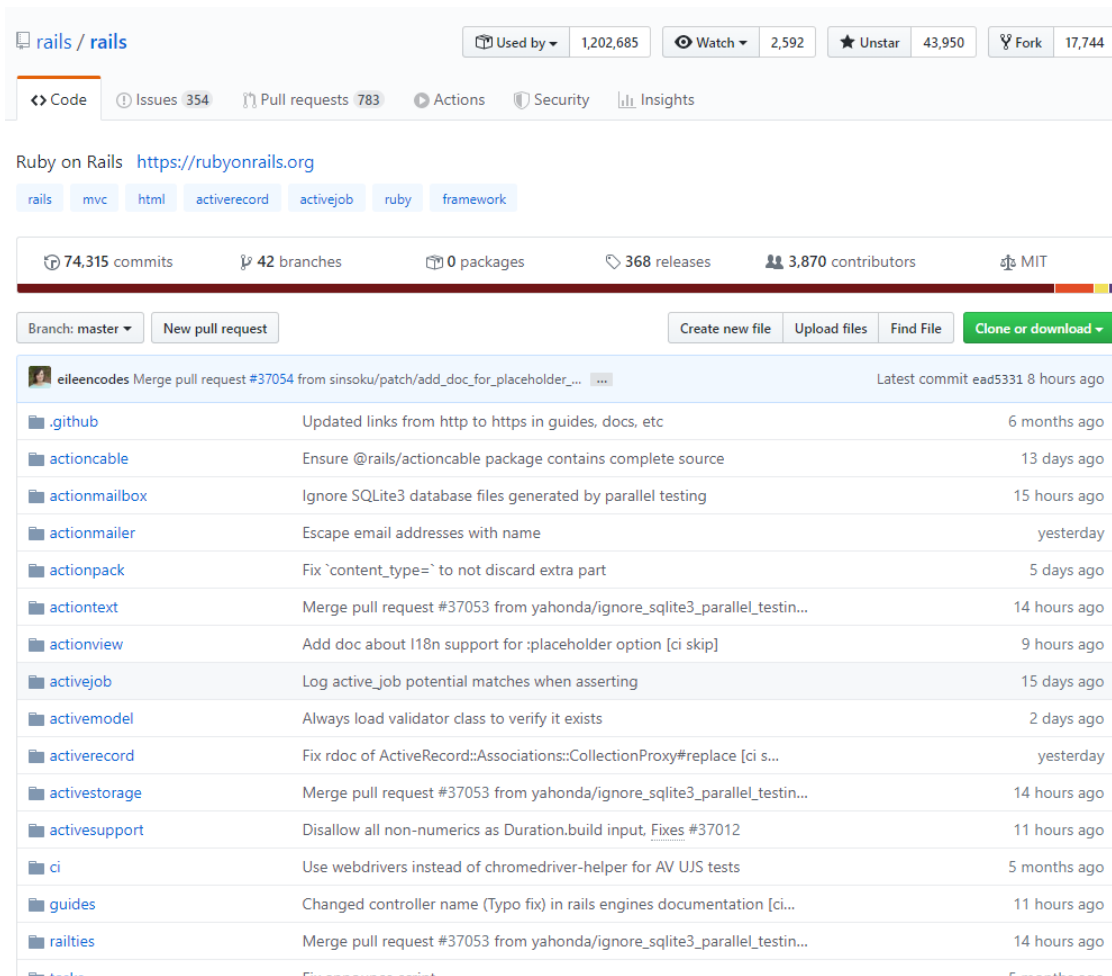 rails / rails Used by 1,202,685 Watch 2,592 Unstar 43,950 Fork 17,744
Code Issues 354 Pull requests 783 Actions Security Insights
Ruby on Rails https://rubyonrails.org
rails mvc html activerecord activejob ruby framework
74,315 commits 42 branches 0 packages 368 releases 3,870 contributors MIT
Branch: master New pull request Create new file Upload files Find File Clone or download
eileencodes Merge pull request #37054 from sinsoku/patch/add_doc_for_placeholder_... ... Latest commit ead5331 8 hours ago
.github Updated links from http to https in guides, docs, etc 6 months ago
actioncable Ensure @rails/actioncable package contains complete source 13 days ago
actionmailbox Ignore SQLite3 database files generated by parallel testing 15 hours ago
actionmailer Escape email addresses with name yesterday
actionpack Fix `content_type=` to not discard extra part 5 days ago
actiontext Merge pull request #37053 from yahonda/ignore_sqlite3_parallel_testin... 14 hours ago
actionview Add doc about I18n support for :placeholder option [ci skip] 9 hours ago
activejob Log active_job potential matches when asserting 15 days ago
activemodel Always load validator class to verify it exists 2 days ago
activerecord Fix rdoc of ActiveRecord::Associations::CollectionProxy#replace [ci s... yesterday
activestorage Merge pull request #37053 from yahonda/ignore_sqlite3_parallel_testin... 14 hours ago
activesupport Disallow all non-numerics as Duration.build input, Fixes #37012 11 hours ago
ci Use webdrivers instead of chromedriver-helper for AV UJS tests 5 months ago
guides Changed controller name (Typo fix) in rails engines documentation [ci... 11 hours ago
railties Merge pull request #37053 from yahonda/ignore_sqlite3_parallel_testin... 14 hours ago